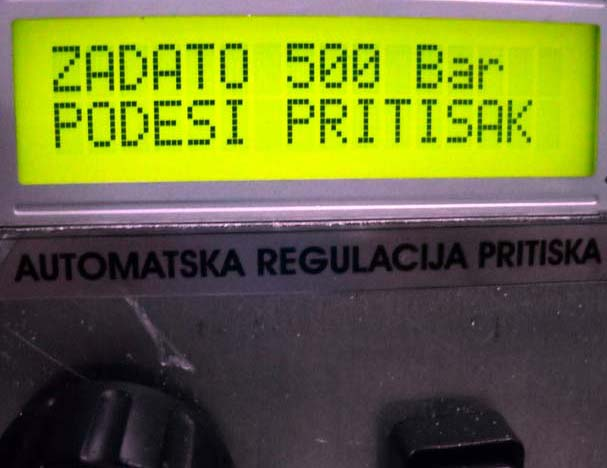 ZADATO 500 Bar
PODESI PRITISAK
AUTOMATSKA REGULACIJA PRITISKA